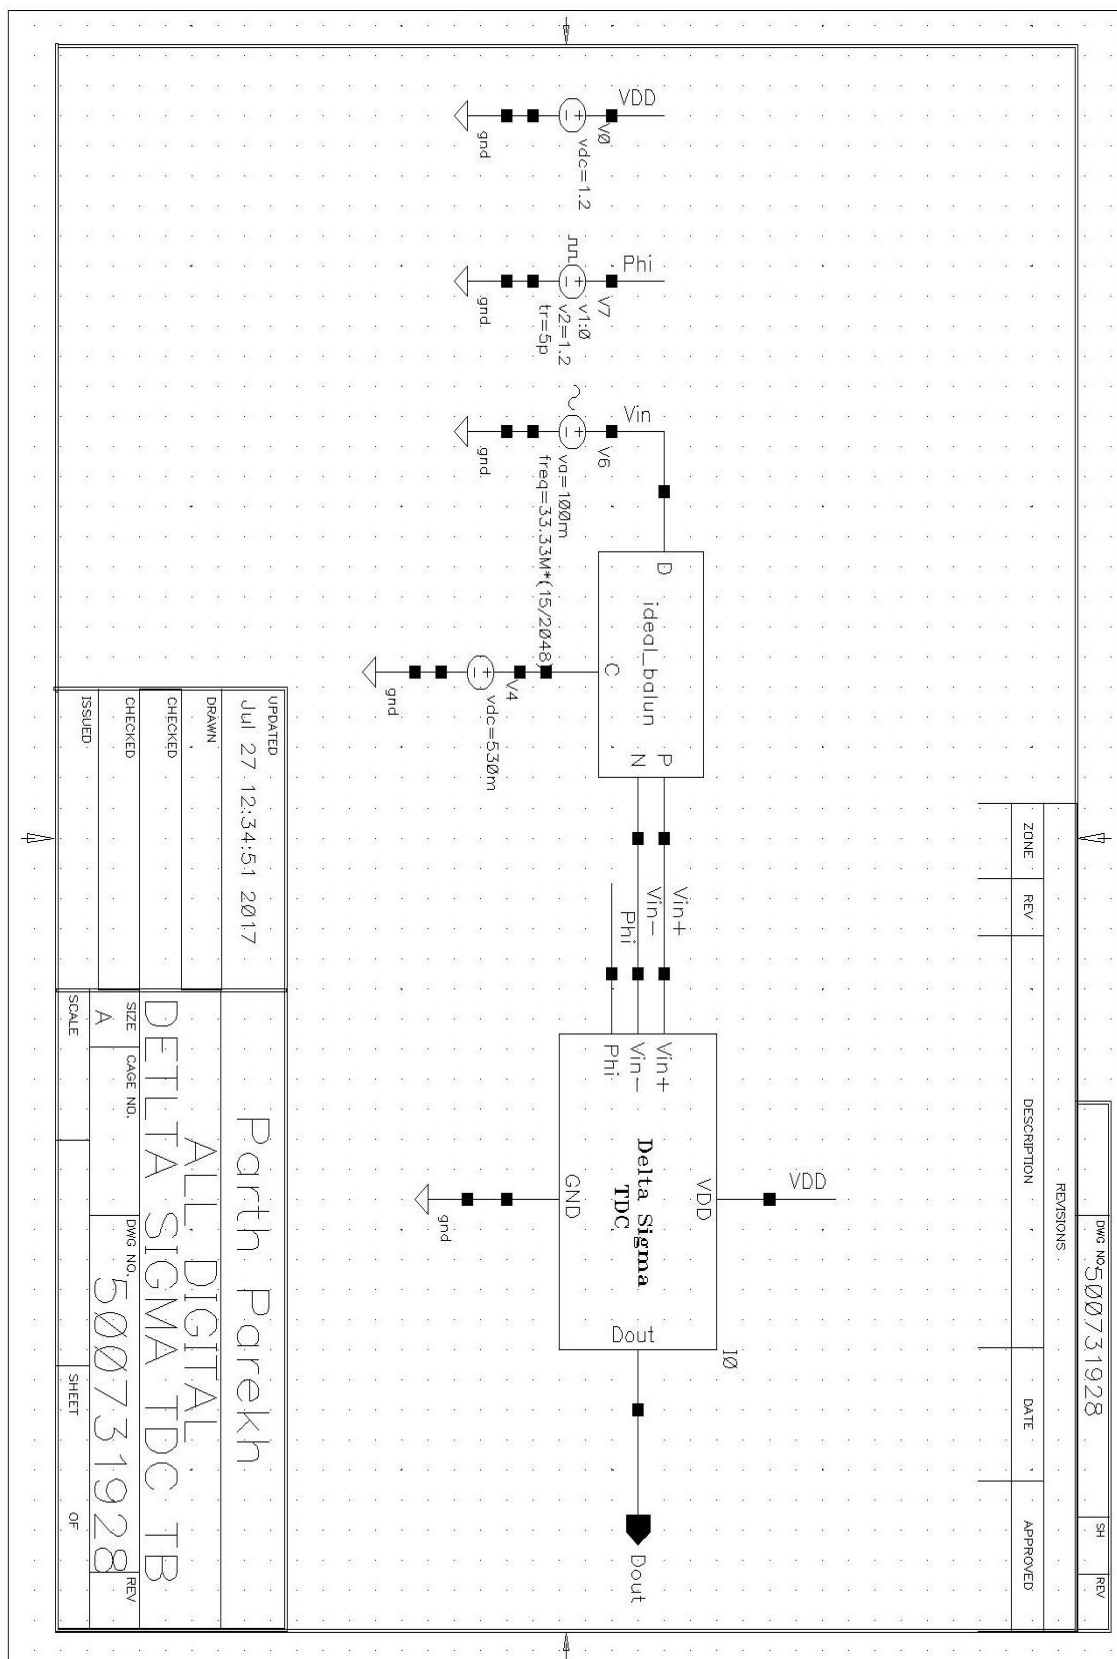 DWG NO.
500731928
SH
REV
REVISIONS
ZONE
REV
DESCRIPTION
DATE
APPROVED
VDD
V0
vdc=1.2
gnd
Phi
V7
v1:0
v2=1.2
tr=5p
gnd
Vin
V6
va=100m
freq=33.33M*(15/2048)
gnd
D
ideal_balun
C
P
N
V4
vdc=530m
gnd
Vin+
Vin-
Phi
Vin+
Vin-
Phi
VDD
VDD
Delta Sigma
TDC
GND
gnd
Dout
I0
Dout
UPDATED
Jul 27 12:34:51 2017
DRAWN
CHECKED
CHECKED
ISSUED
Parth Parekh
ALL DIGITAL
DETLTA SIGMA TDC TB
SIZE
A
CAGE NO.
DWG NO.
500731928
REV
SCALE
SHEET
OF